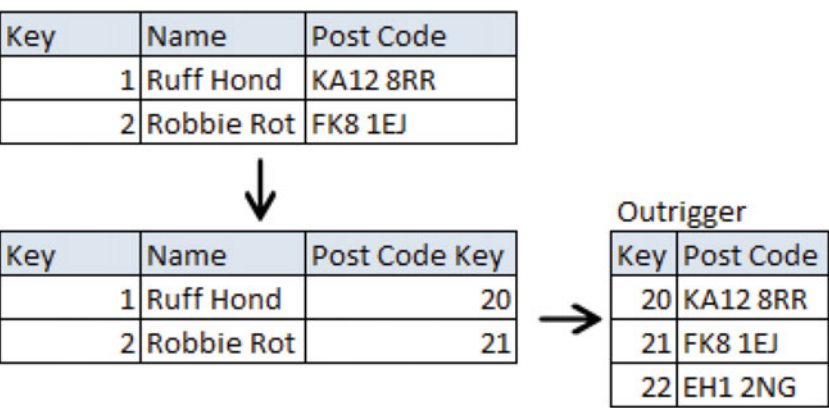 Key Name Post Code
1 Ruff Hond KA12 8RR
2 Robbie Rot FK8 1EJ
Key Name Post Code Key
1 Ruff Hond 20
2 Robbie Rot 21
Outrigger
Key Post Code
20 KA12 8RR
21 FK8 1EJ
22 EH1 2NG